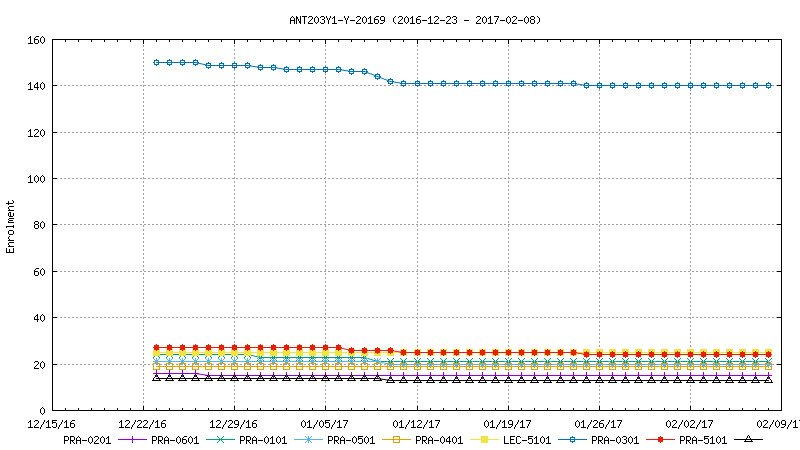 ANT203Y1-Y-20169 (2016-12-23 - 2017-02-08)
160
140
120
100
80
60
40
20
0
Enrolment
12/15/16 12/22/16 12/29/16 01/05/17 01/12/17 01/19/17 01/26/17 02/02/17 02/09/17
PRA-0201 PRA-0601 PRA-0101 PRA-0501 PRA-0401 LEC-5101 PRA-0301 PRA-5101